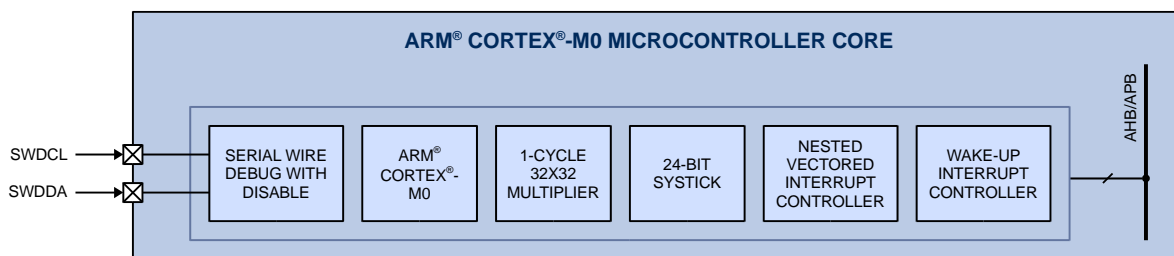 ARM® CORTEX®-M0 MICROCONTROLLER CORE
AHB/APB
SWDCL
SWDDA
SERIAL WIRE
DEBUG WITH
DISABLE
ARM®
CORTEX®-
M0
1-CYCLE
32X32
MULTIPLIER
24-BIT
SYSTICK
NESTED
VECTORED
INTERRUPT
CONTROLLER
WAKE-UP
INTERRUPT
CONTROLLER